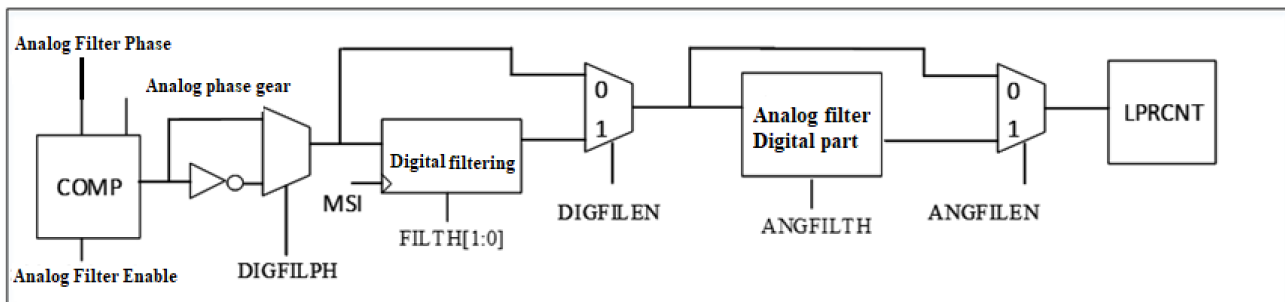 Analog Filter Phase
Analog phase gear
COMP
Analog Filter Enable
DIGFILPH
MSI
Digital filtering
FILTH[1:0]
0
1
DIGFILEN
Analog filter
Digital part
ANGFILTH
0
1
ANGFILEN
LPRCNT